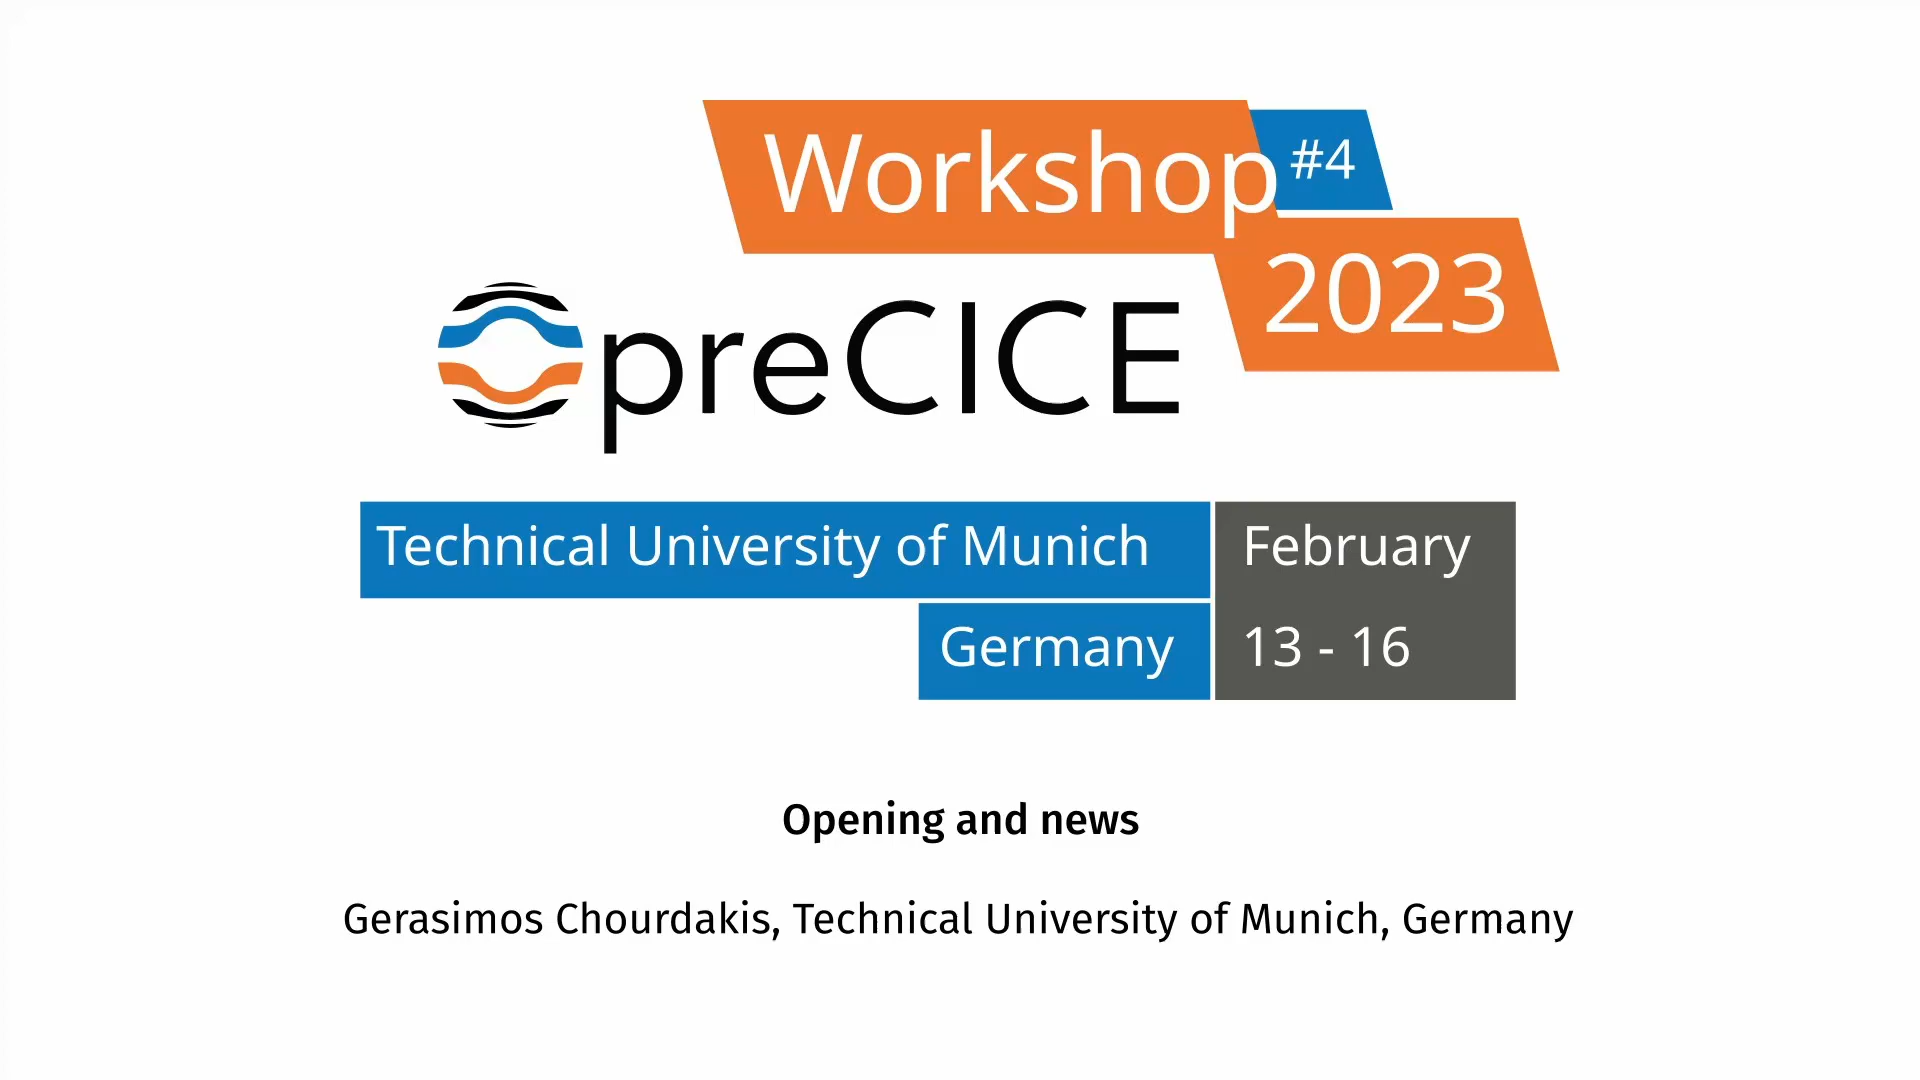 Workshop #4
2023
preCICE
Technical University of Munich
February
Germany
13 - 16
Opening and news
Gerasimos Chourdakis, Technical University of Munich, Germany